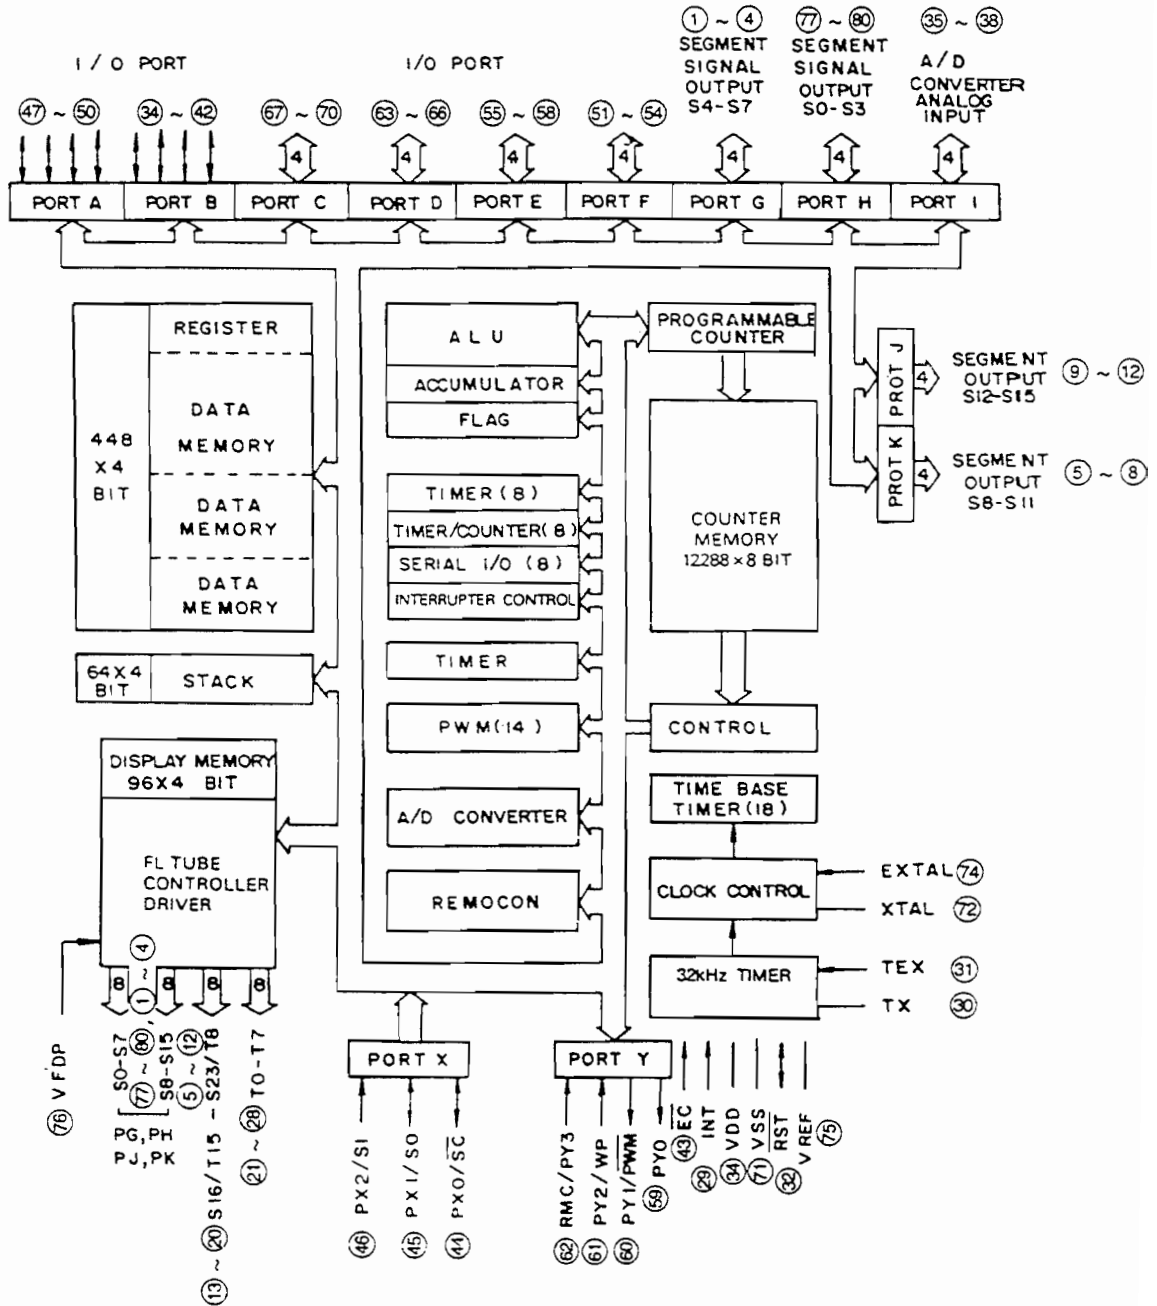 ① ~ ④
SEGMENT
SIGNAL
OUTPUT
S4-S7
㊆ ~ 80
SEGMENT
SIGNAL
OUTPUT
S0-S3
35 ~ 38
A/D
CONVERTER
ANALOG
INPUT
I/O PORT
I/O PORT
47 ~ 50
34 ~ 42
67 ~ 70
63 ~ 66
55 ~ 58
51 ~ 54
4
4
4
4
4
4
4
PORT A
PORT B
PORT C
PORT D
PORT E
PORT F
PORT G
PORT H
PORT I
448
X4
BIT
REGISTER
DATA
MEMORY
DATA
MEMORY
DATA
MEMORY
64X4
BIT
STACK
DISPLAY MEMORY
96X4 BIT
FL TUBE
CONTROLLER
DRIVER
ALU
ACCUMULATOR
FLAG
TIMER(8)
TIMER/COUNTER(8)
SERIAL I/O (8)
INTERRUPTER CONTROL
TIMER
PWM(14)
A/D CONVERTER
REMOCON
PROGRAMMABLE
COUNTER
COUNTER
MEMORY
12288×8 BIT
CONTROL
TIME BASE
TIMER(18)
CLOCK CONTROL
32kHz TIMER
PROT J
4
SEGMENT
OUTPUT
S12-S15
9 ~ 12
PROT K
4
SEGMENT
OUTPUT
S8-S11
5 ~ 8
EXTAL 74
XTAL 72
TEX 31
TX 30
8
8
8
8
76 VFDP
S0-S7
77 ~ 80, 1 ~ 4
S8-S15
5 ~ 12
PG,PH
PJ,PK
13 ~ 20 S16/T15 - S23/T8
21 ~ 28 T0-T7
PORT X
46 PX2/SI
45 PX1/SO
44 PX0/SC
PORT Y
62 RMC/PY3
61 PY2/WP
60 PY1/PWM
59 PY0
43 EC
29 INT
34 VDD
71 VSS
32 RST
VREF 75